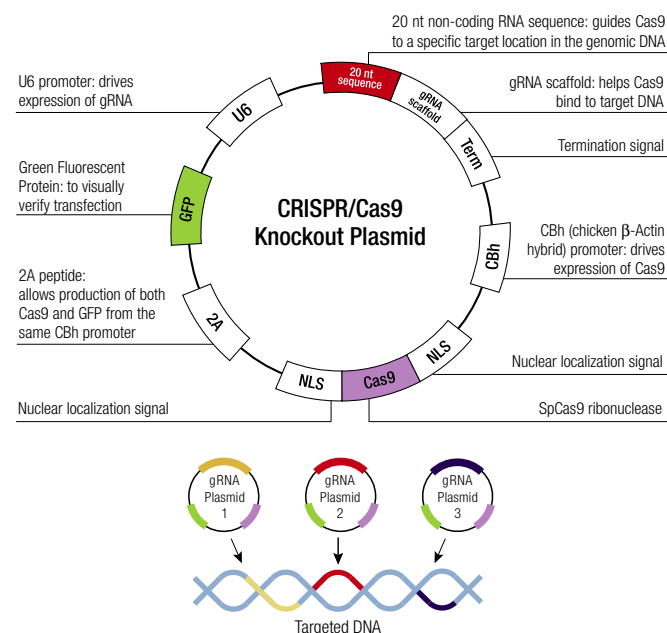 20 nt non-coding RNA sequence: guides Cas9
to a specific target location in the genomic DNA
U6 promoter: drives
expression of gRNA
gRNA scaffold: helps Cas9
bind to target DNA
Termination signal
Green Fluorescent
Protein: to visually
verify transfection
CBh (chicken β-Actin
hybrid) promoter: drives
expression of Cas9
2A peptide:
allows production of both
Cas9 and GFP from the
same CBh promoter
Nuclear localization signal
Nuclear localization signal
SpCas9 ribonuclease
20 nt
sequence
gRNA
scaffold
Term
CBh
NLS
Cas9
NLS
2A
GFP
U6
CRISPR/Cas9
Knockout Plasmid
gRNA
Plasmid
1
gRNA
Plasmid
2
gRNA
Plasmid
3
Targeted DNA